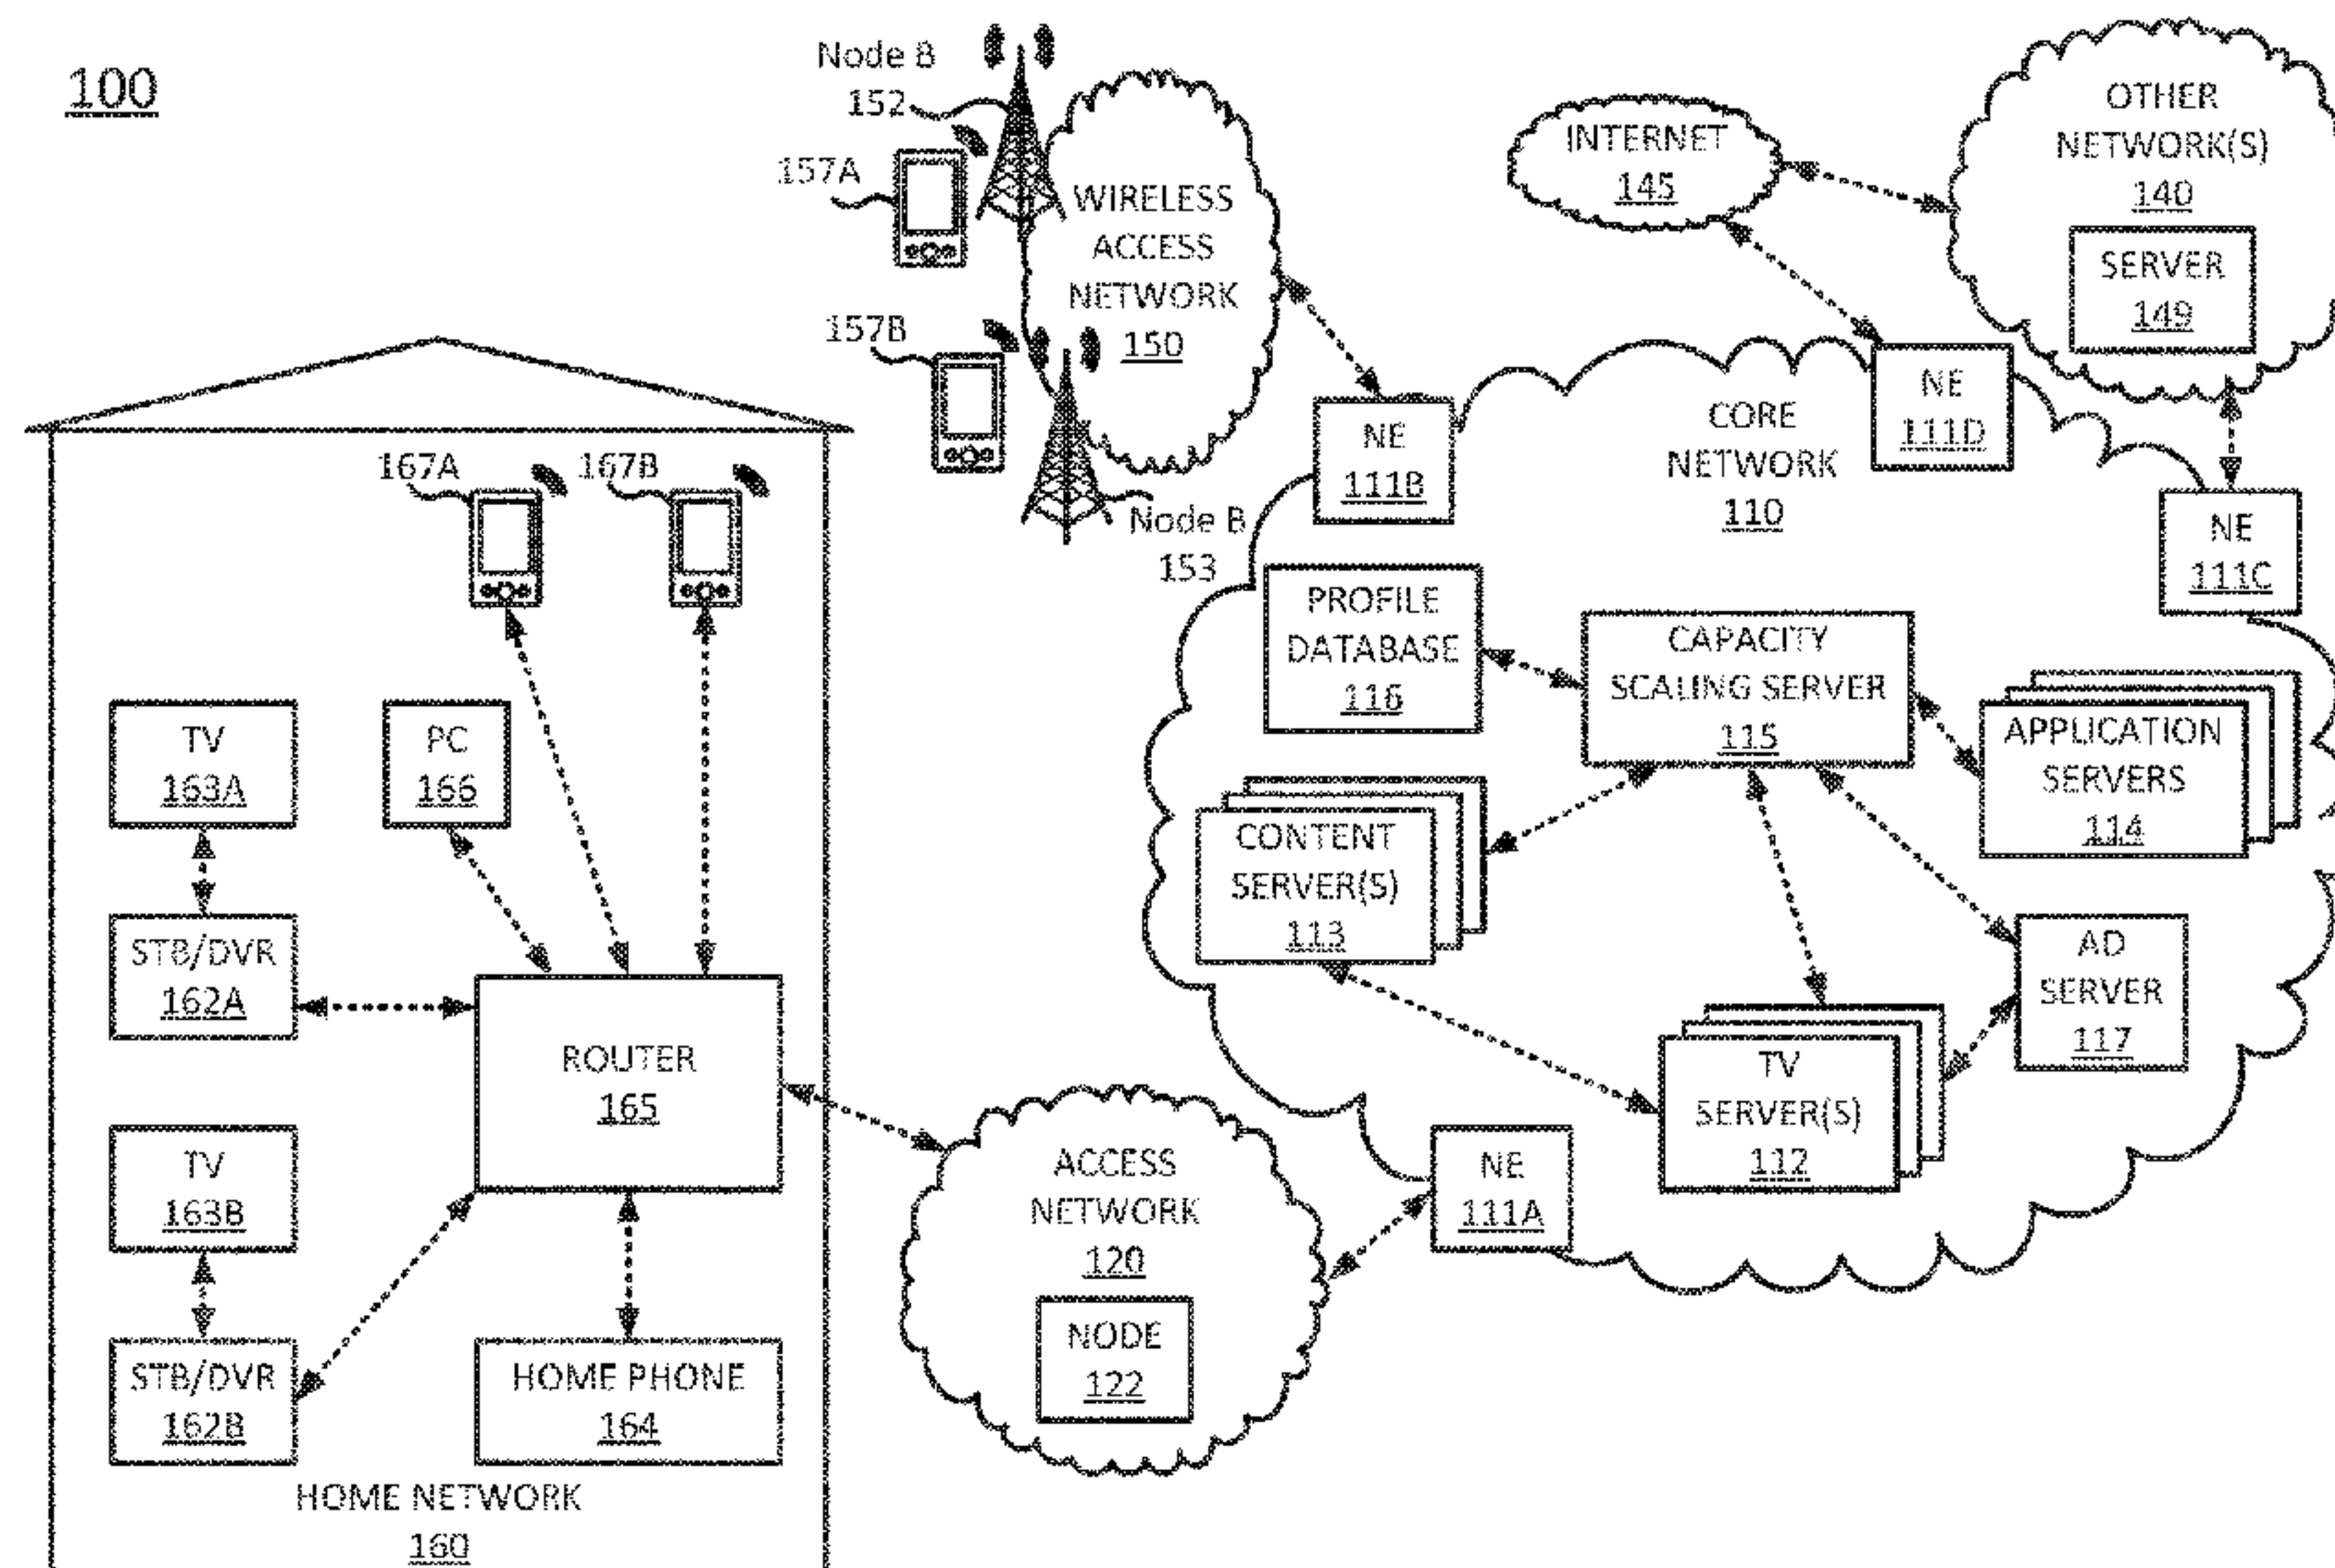 100
Node B
152
157A
157B
WIRELESS
ACCESS
NETWORK
150
Node B
153
INTERNET
145
OTHER
NETWORK(S)
140
SERVER
149
NE
111B
CORE
NETWORK
110
NE
111D
NE
111C
PROFILE
DATABASE
116
CAPACITY
SCALING SERVER
115
APPLICATION
SERVERS
114
CONTENT
SERVER(S)
113
AD
SERVER
117
TV
SERVER(S)
112
NE
111A
ACCESS
NETWORK
120
NODE
122
167A
167B
TV
163A
PC
166
STB/DVR
162A
ROUTER
165
TV
163B
STB/DVR
162B
HOME PHONE
164
HOME NETWORK
160